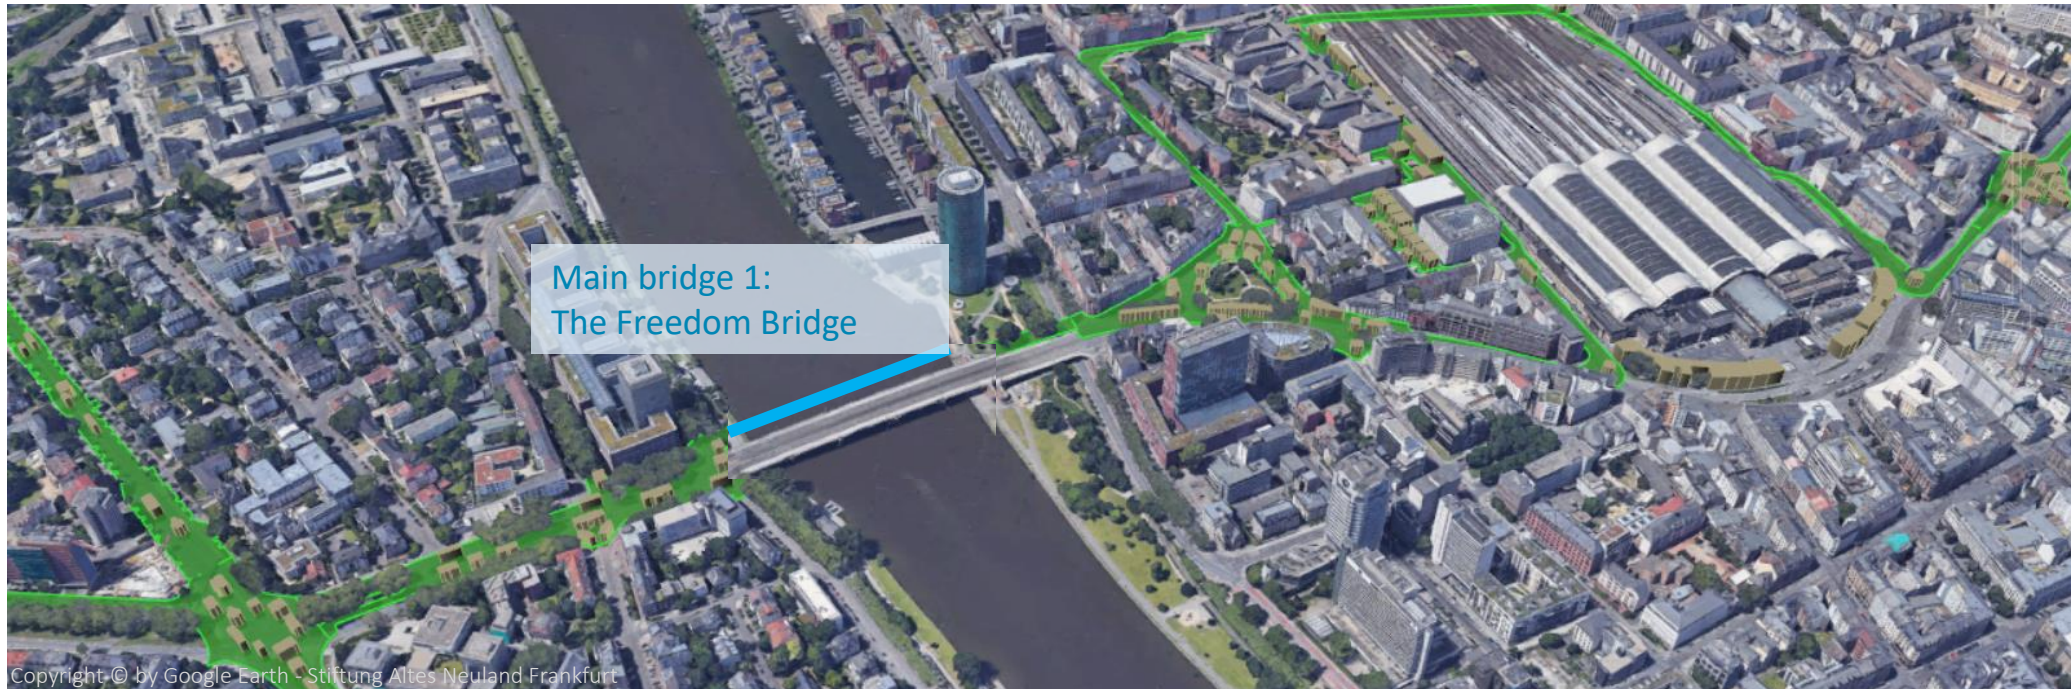 Main bridge 1:
The Freedom Bridge
Copyright © by Google Earth - Stiftung Altes Neuland Frankfurt